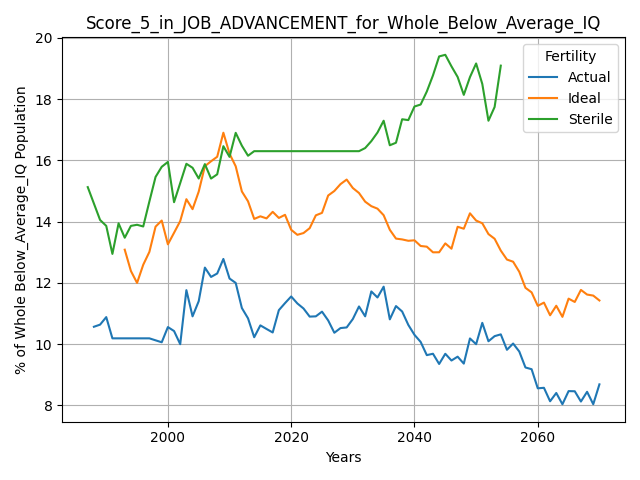 Score_5_in_JOB_ADVANCEMENT_for_Whole_Below_Average_IQ
% of Whole Below_Average_IQ Population
20
18
16
14
12
10
8
2000
2020
2040
2060
Years
Fertility
Actual
Ideal
Sterile